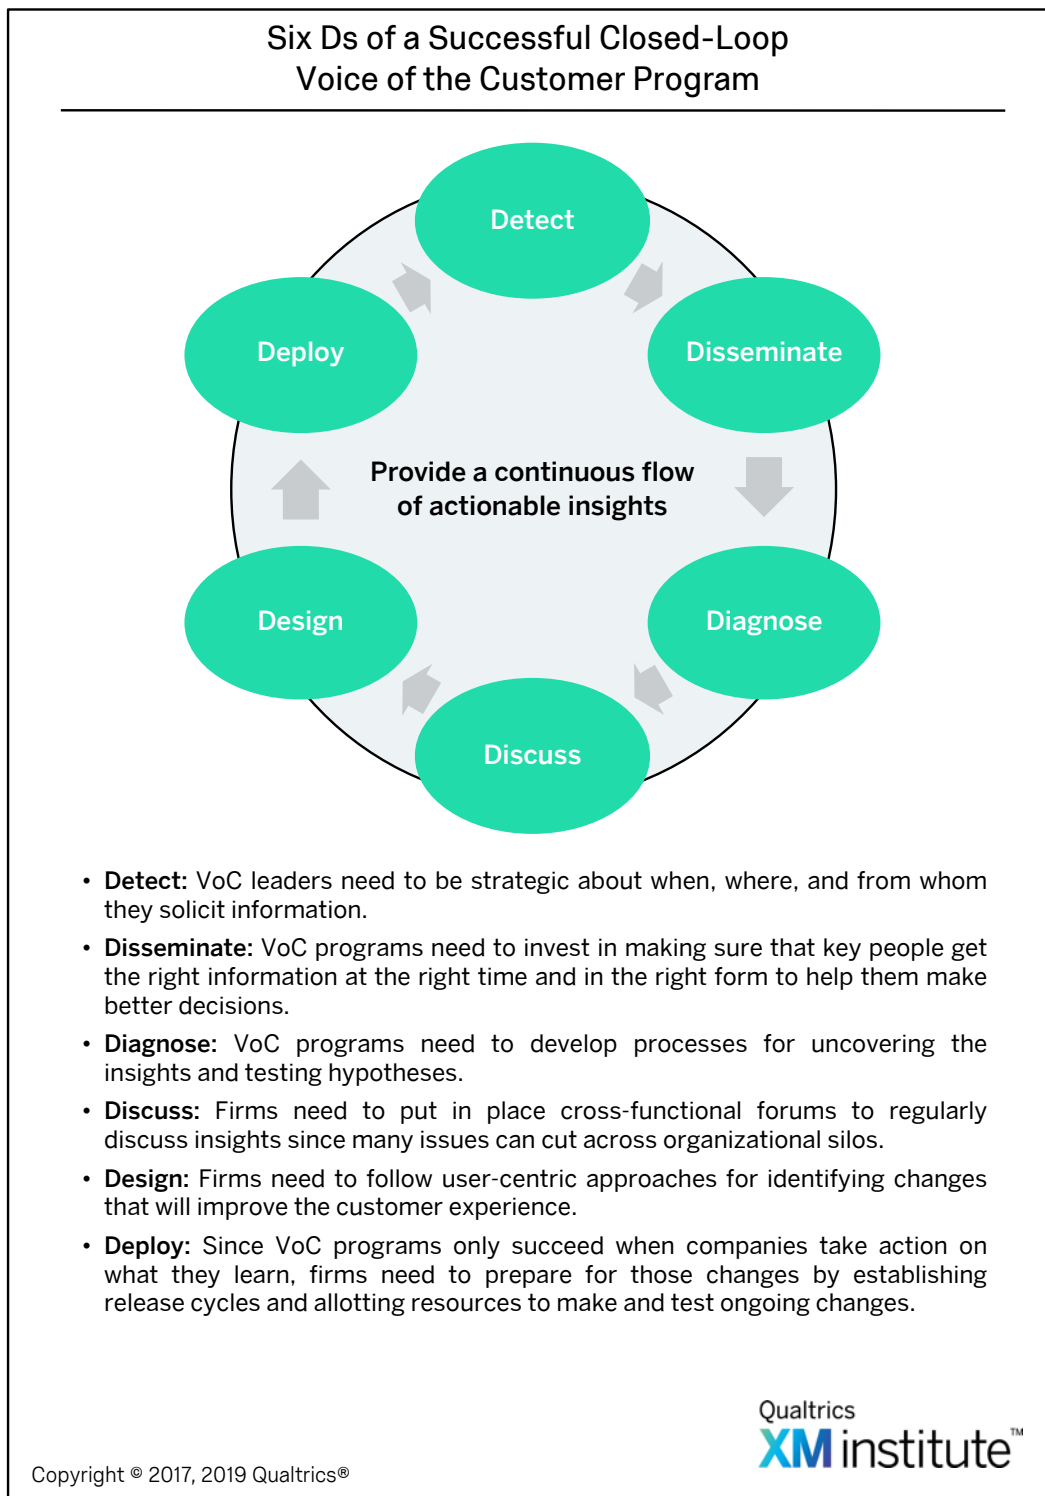 Six Ds of a Successful Closed-Loop
Voice of the Customer Program
Detect
Deploy
Disseminate
Provide a continuous flow
of actionable insights
Design
Diagnose
Discuss
• Detect: VoC leaders need to be strategic about when, where, and from whom
they solicit information.
• Disseminate: VoC programs need to invest in making sure that key people get
the right information at the right time and in the right form to help them make
better decisions.
• Diagnose: VoC programs need to develop processes for uncovering the
insights and testing hypotheses.
• Discuss: Firms need to put in place cross-functional forums to regularly
discuss insights since many issues can cut across organizational silos.
• Design: Firms need to follow user-centric approaches for identifying changes
that will improve the customer experience.
• Deploy: Since VoC programs only succeed when companies take action on
what they learn, firms need to prepare for those changes by establishing
release cycles and allotting resources to make and test ongoing changes.
Qualtrics
XM institute™
Copyright © 2017, 2019 Qualtrics®